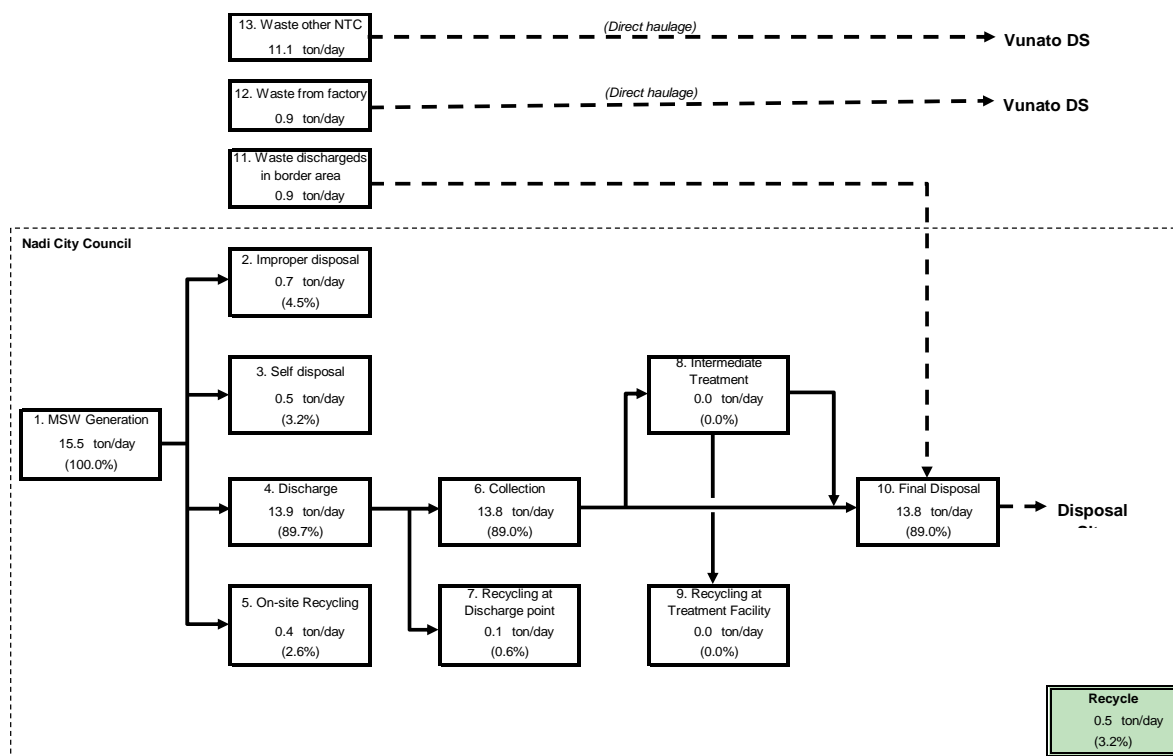 13. Waste other NTC
11.1 ton/day
(Direct haulage)
Vunato DS
12. Waste from factory
0.9 ton/day
(Direct haulage)
Vunato DS
11. Waste dischargeds
in border area
0.9 ton/day
Nadi City Council
2. Improper disposal
0.7 ton/day
(4.5%)
3. Self disposal
0.5 ton/day
(3.2%)
8. Intermediate
Treatment
0.0 ton/day
(0.0%)
1. MSW Generation
15.5 ton/day
(100.0%)
4. Discharge
13.9 ton/day
(89.7%)
6. Collection
13.8 ton/day
(89.0%)
10. Final Disposal
13.8 ton/day
(89.0%)
Disposal
5. On-site Recycling
0.4 ton/day
(2.6%)
7. Recycling at
Discharge point
0.1 ton/day
(0.6%)
9. Recycling at
Treatment Facility
0.0 ton/day
(0.0%)
Recycle
0.5 ton/day
(3.2%)